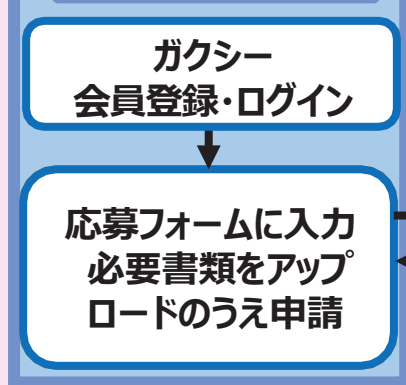 ガクシー
会員登録・ログイン
応募フォームに入力
必要書類をアップ
ロードのうえ申請